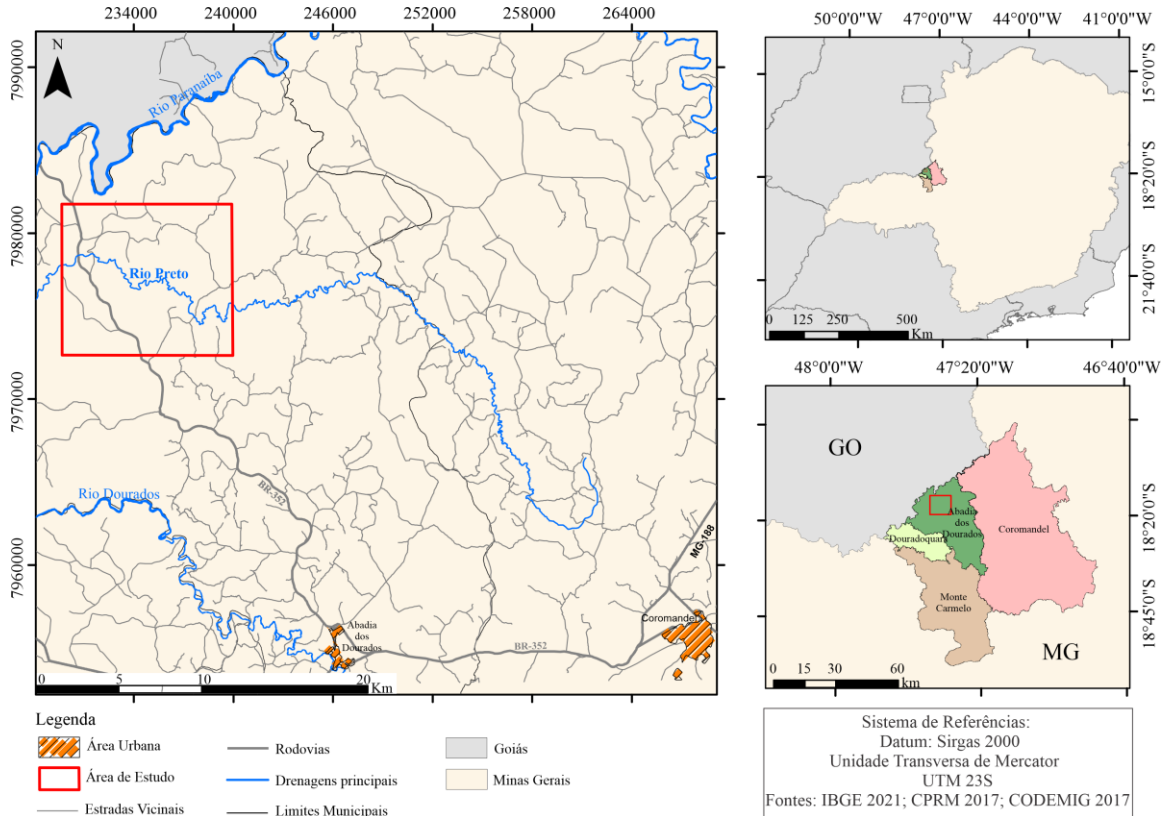 234000 240000 246000 252000 258000 264000
7990000
7980000
7970000
7960000
N
Rio Paranaíba
Rio Preto
BR-352
Rio Dourados
MG-188
Coromandel
Abadia
dos
Dourados
BR-352
0 5 10 20
Km
50°0'0"W 47°0'0"W 44°0'0"W 41°0'0"W
15°0'0"S
18°20'0"S
21°40'0"S
0 125 250 500
Km
48°0'0"W 47°20'0"W 46°40'0"W
18°20'0"S
18°45'0"S
GO
Abadia
dos
Dourados
Douradoquara
Coromandel
Monte
Carmelo
MG
0 15 30 60
km
Legenda
Área Urbana
Área de Estudo
Estradas Vicinais
Rodovias
Drenagens principais
Limites Municipais
Goiás
Minas Gerais
Sistema de Referências:
Datum: Sirgas 2000
Unidade Transversa de Mercator
UTM 23S
Fontes: IBGE 2021; CPRM 2017; CODEMIG 2017